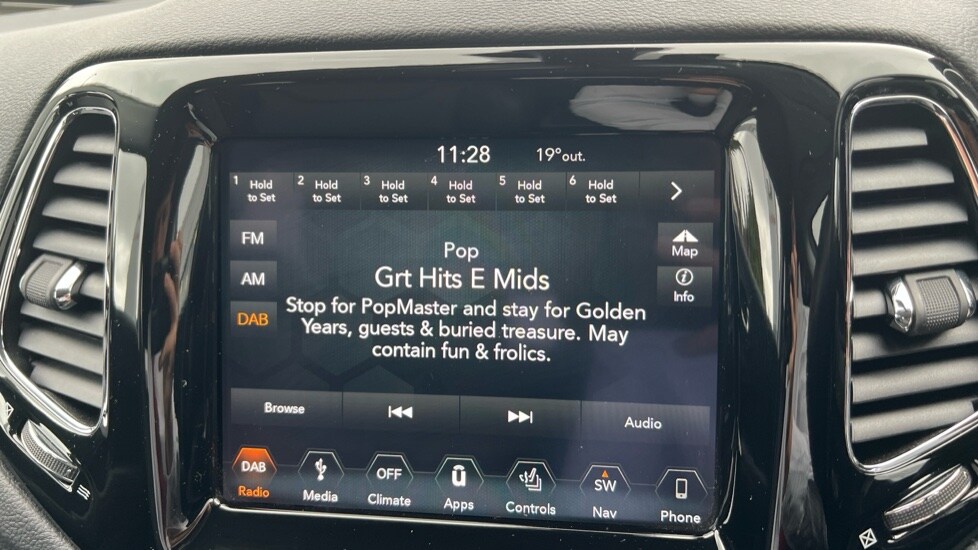 11:28 19°out.
1 Hold to Set 2 Hold to Set 3 Hold to Set 4 Hold to Set 5 Hold to Set 6 Hold to Set
FM
AM
DAB
Pop
Grt Hits E Mids
Stop for PopMaster and stay for Golden
Years, guests & buried treasure. May
contain fun & frolics.
Map
Info
Browse Audio
DAB OFF SW
Radio Media Climate Apps Controls Nav Phone